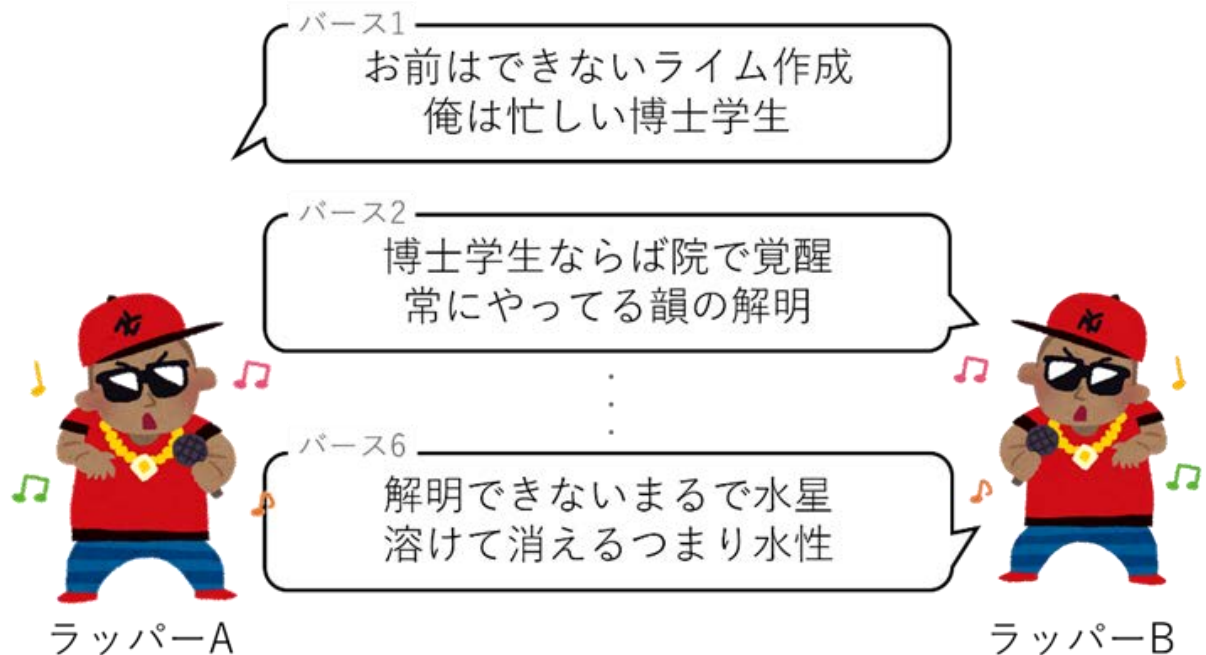 バース1
お前はできないライム作成
俺は忙しい博士学生
バース2
博士学生ならば院で覚醒
常にやってる韻の解明
バース6
解明できないまるで水星
溶けて消えるつまり水性
ラッパーA
ラッパーB